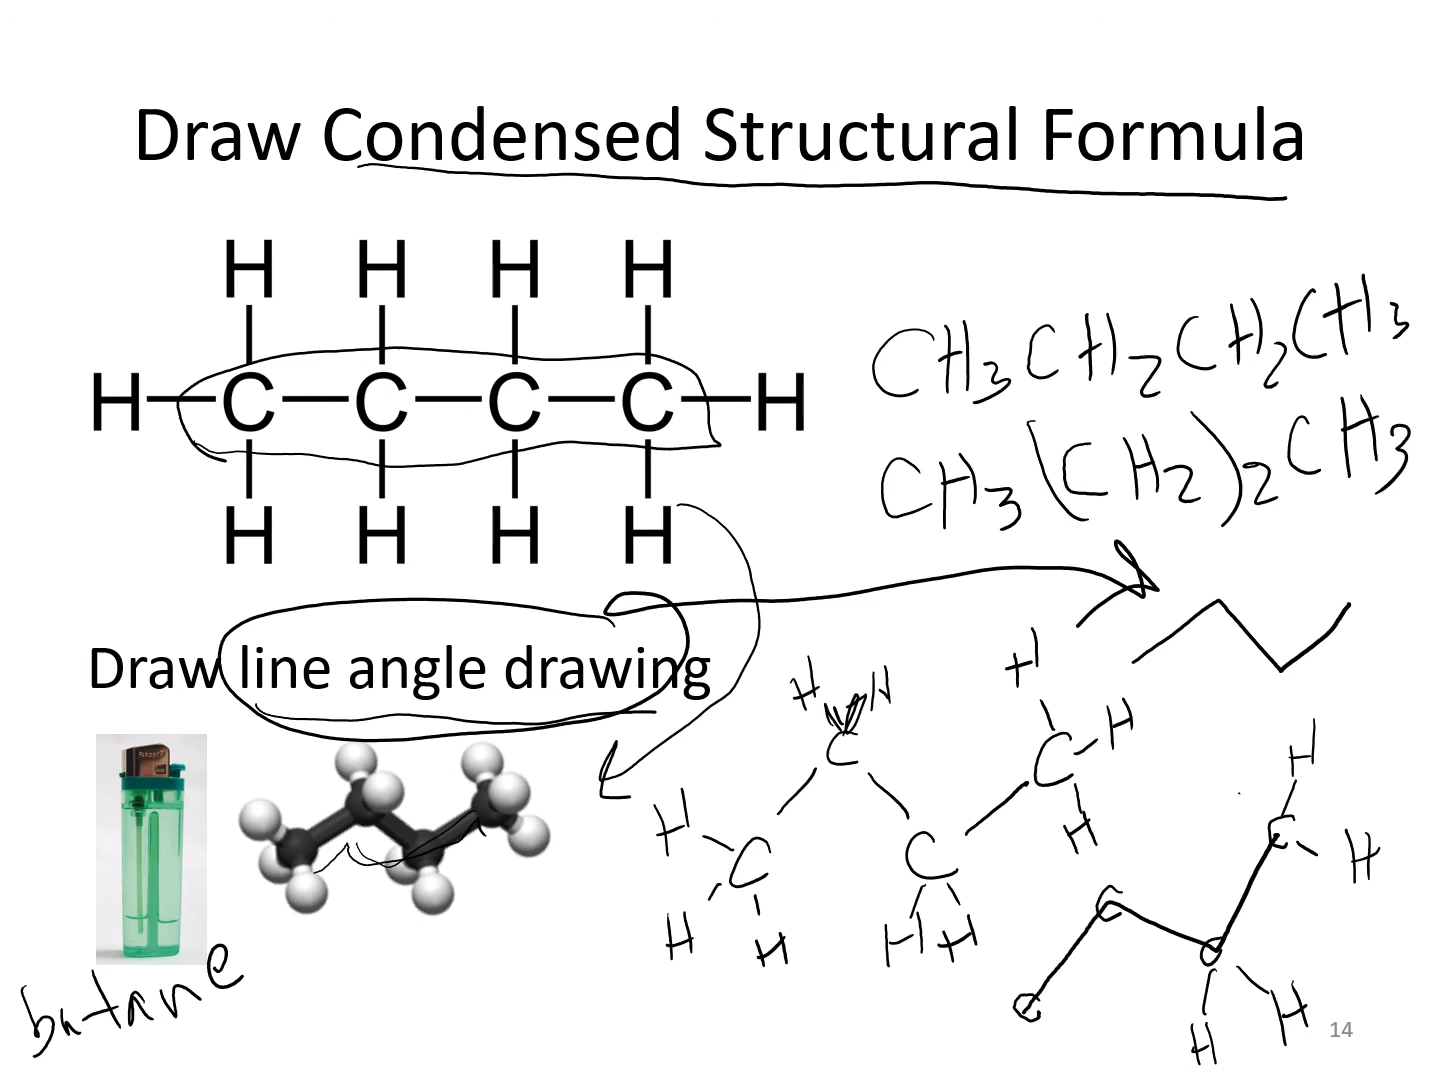 Draw Condensed Structural Formula
H H H H
H—C—C—C—C—H
H H H H
CH3CH2CH2CH3
CH3(CH2)2CH3
Draw line angle drawing
H
H H
C
C H
H
H
C
C
H H
H H
H
C
H
C
C
C
H
H
butane
14